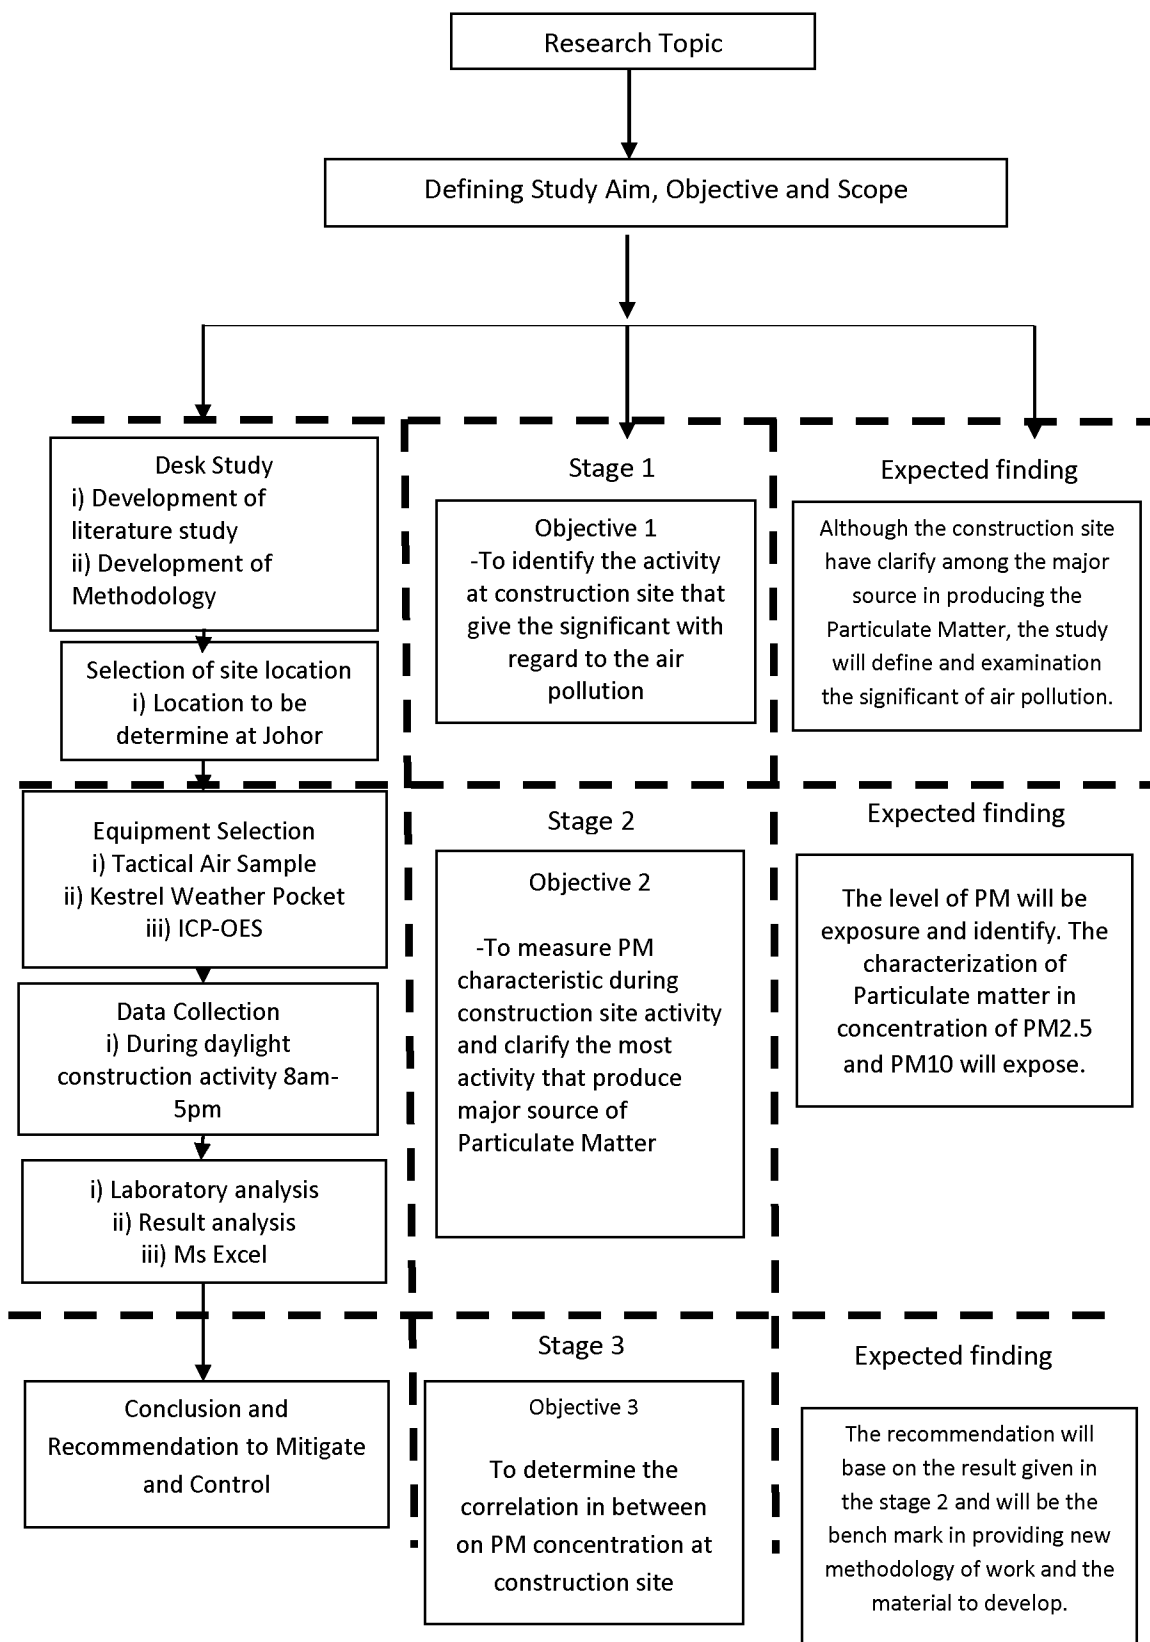 Research Topic
Defining Study Aim, Objective and Scope
Desk Study
i) Development of
literature study
ii) Development of
Methodology
Selection of site location
i) Location to be
determine at Johor
Stage 1
Objective 1
-To identify the activity
at construction site that
give the significant with
regard to the air
pollution
Expected finding
Although the construction site
have clarify among the major
source in producing the
Particulate Matter, the study
will define and examination
the significant of air pollution.
Equipment Selection
i) Tactical Air Sample
ii) Kestrel Weather Pocket
iii) ICP-OES
Data Collection
i) During daylight
construction activity 8am-
5pm
i) Laboratory analysis
ii) Result analysis
iii) Ms Excel
Stage 2
Objective 2
-To measure PM
characteristic during
construction site activity
and clarify the most
activity that produce
major source of
Particulate Matter
Expected finding
The level of PM will be
exposure and identify. The
characterization of
Particulate matter in
concentration of PM2.5
and PM10 will expose.
Conclusion and
Recommendation to Mitigate
and Control
Stage 3
Objective 3
To determine the
correlation in between
on PM concentration at
construction site
Expected finding
The recommendation will
base on the result given in
the stage 2 and will be the
bench mark in providing new
methodology of work and the
material to develop.